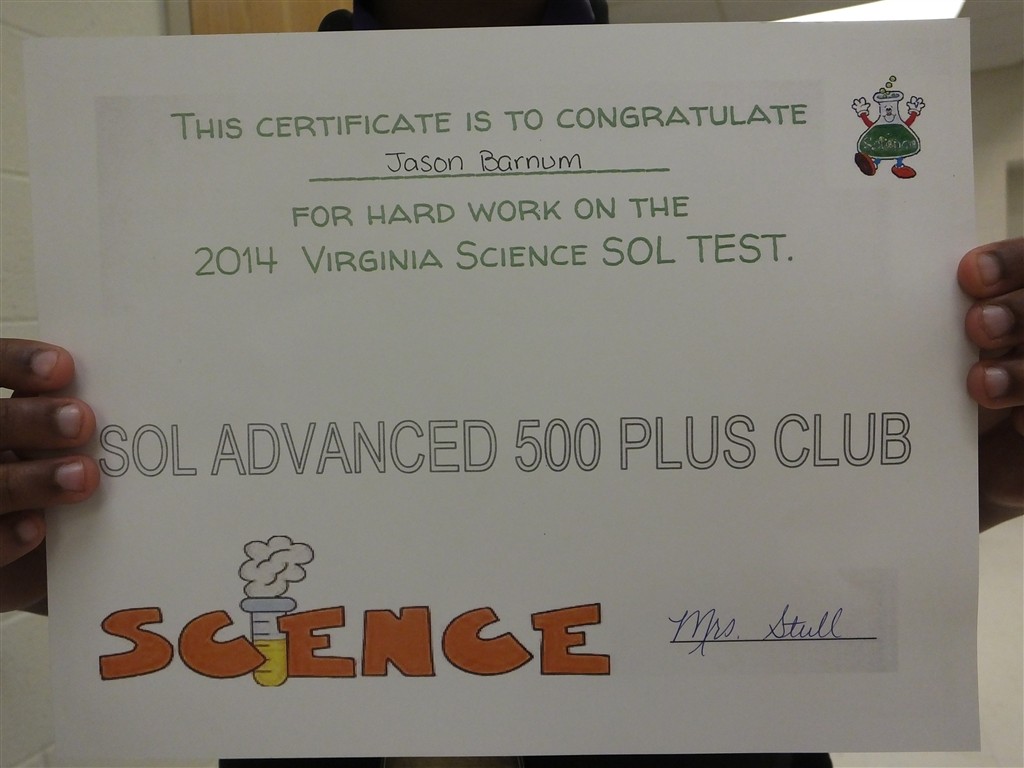 THIS CERTIFICATE IS TO CONGRATULATE
Jason Barnum
FOR HARD WORK ON THE
2014 VIRGINIA SCIENCE SOL TEST.
Science
SOL ADVANCED 500 PLUS CLUB
SCIENCE
Mrs. Stull